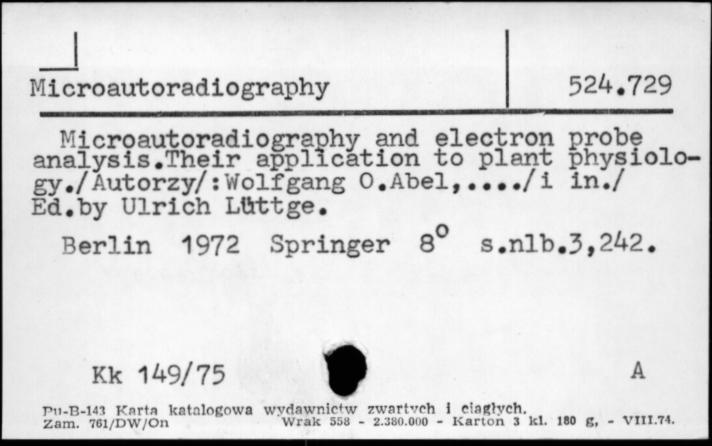 Microautoradiography 524.729
Microautoradiography and electron probe
analysis.Their application to plant physiolo-
gy./Autorzy/:Wolfgang O.Abel,..../i in./
Ed.by Ulrich Lüttge.
Berlin 1972 Springer 8° s.nlb.3,242.
Kk 149/75 A
Pu-B-143 Karta katalogowa wydawnictw zwartych i ciągłych.
Zam. 761/DW/On Wrak 558 - 2.380.000 - Karton 3 kl. 180 g, - VIII.74.